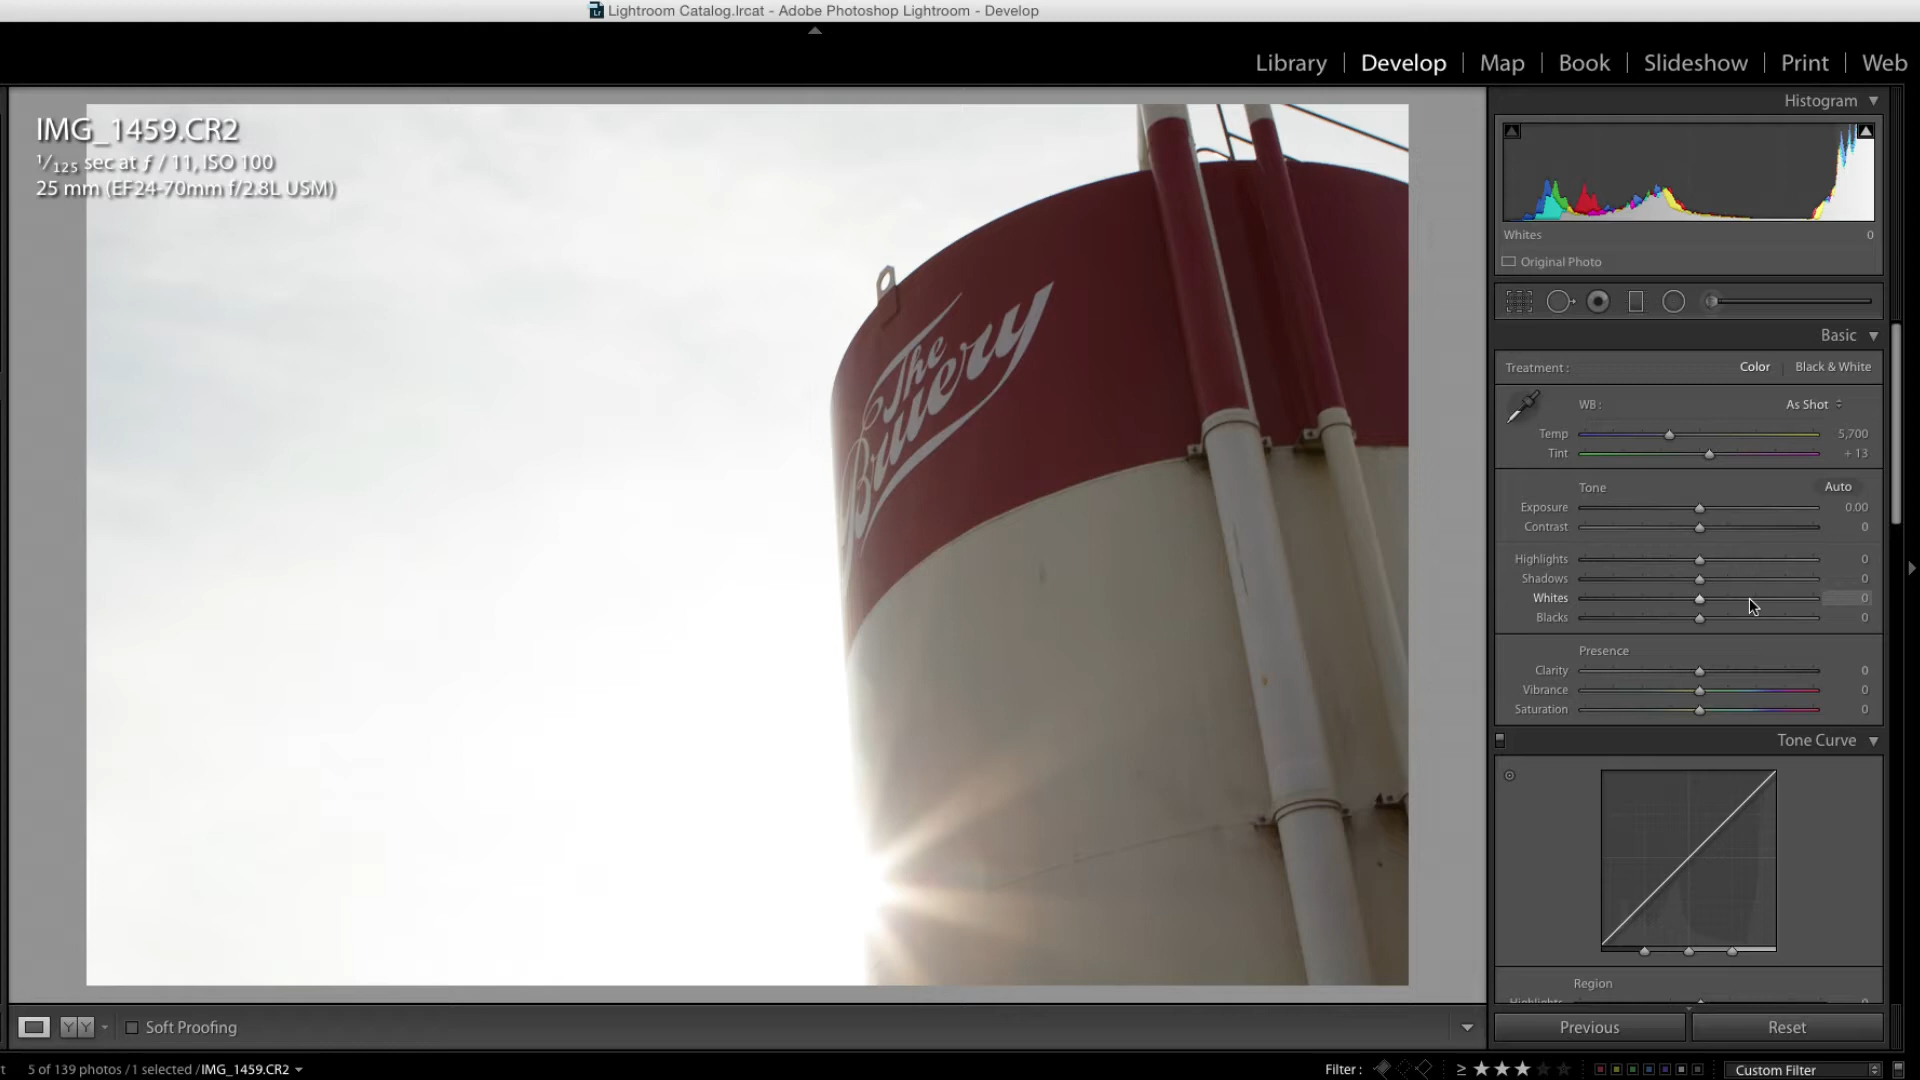 Lightroom Catalog.lrcat - Adobe Photoshop Lightroom - Develop
Library | Develop | Map | Book | Slideshow | Print | Web
IMG_1459.CR2
1/125 sec at ƒ / 11, ISO 100
25 mm (EF24-70mm f/2.8L USM)
The
Bruery
Histogram
Whites 0
Original Photo
Basic
Treatment : Color Black & White
WB : As Shot
Temp 5,700
Tint + 13
Tone Auto
Exposure 0.00
Contrast 0
Highlights 0
Shadows 0
Whites 0
Blacks 0
Presence
Clarity 0
Vibrance 0
Saturation 0
Tone Curve
Region
Highlights 0
Previous Reset
YY Soft Proofing
5 of 139 photos / 1 selected / IMG_1459.CR2
Filter : ≥ ★★★
Custom Filter